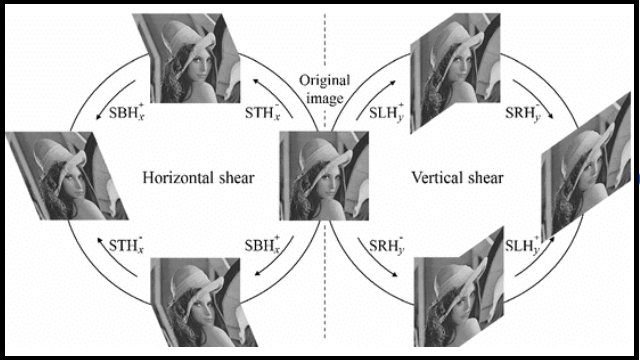 Original
image
SBH$_x^+$
STH$_x^-$
SLH$_y^+$
SRH$_y^-$
Horizontal shear
Vertical shear
STH$_x^-$
SBH$_x^+$
SRH$_y^-$
SLH$_y^+$